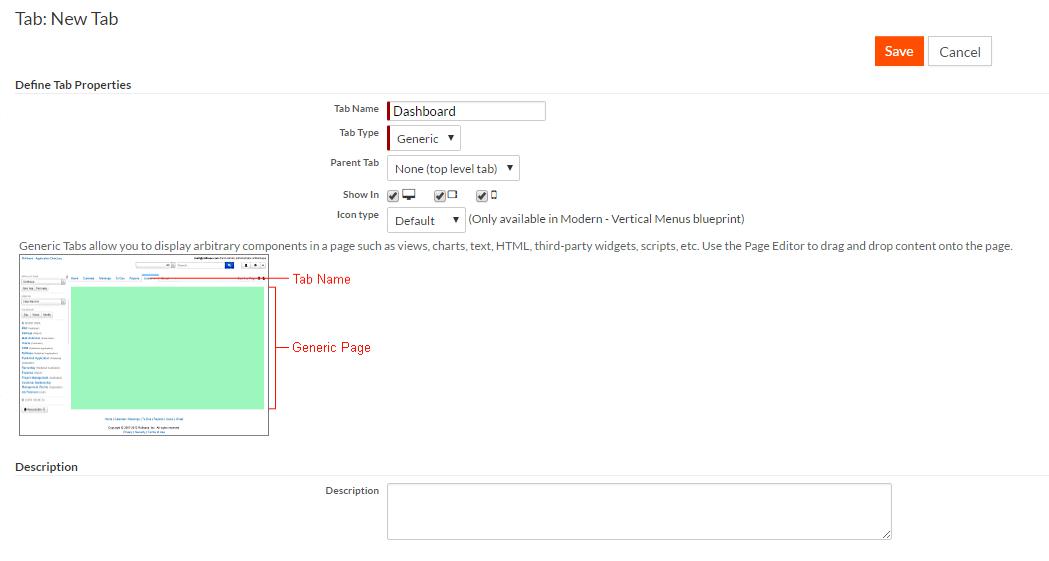 Tab: New Tab
Save
Cancel
Define Tab Properties
Tab Name
Dashboard
Tab Type
Generic
Parent Tab
None (top level tab)
Show In
Icon type
Default
(Only available in Modern - Vertical Menus blueprint)
Generic Tabs allow you to display arbitrary components in a page such as views, charts, text, HTML, third-party widgets, scripts, etc. Use the Page Editor to drag and drop content onto the page.
Tab Name
Generic Page
Description
Description